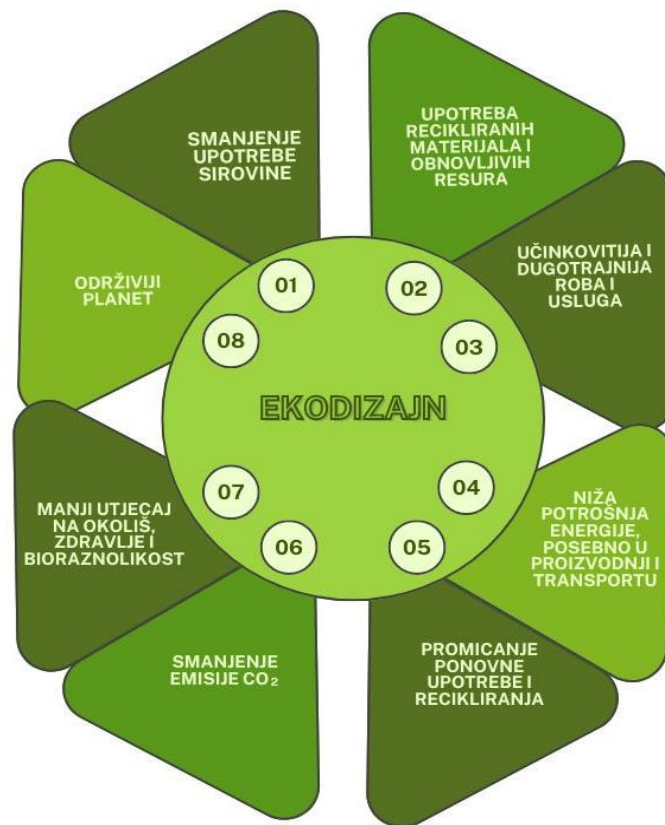 SMANJENJE
UPOTREBE
SIROVINE
UPOTREBA
RECIKLIRANIH
MATERIJALA I
OBNOVLJIVIH
RESURA
UČINKOVITIJA I
DUGOTRAJNIJA
ROBA I
USLUGA
NIŽA
POTROŠNJA
ENERGIJE,
POSEBNO U
PROIZVODNJI I
TRANSPORTU
PROMICANJE
PONOVNE
UPOTREBE I
RECIKLIRANJA
SMANJENJE
EMISIJE CO₂
MANJI UTJECAJ
NA OKOLIŠ,
ZDRAVLJE I
BIORAZNOLIKOST
ODRŽIVIJI
PLANET
01
02
03
04
05
06
07
08
EKODIZAJN